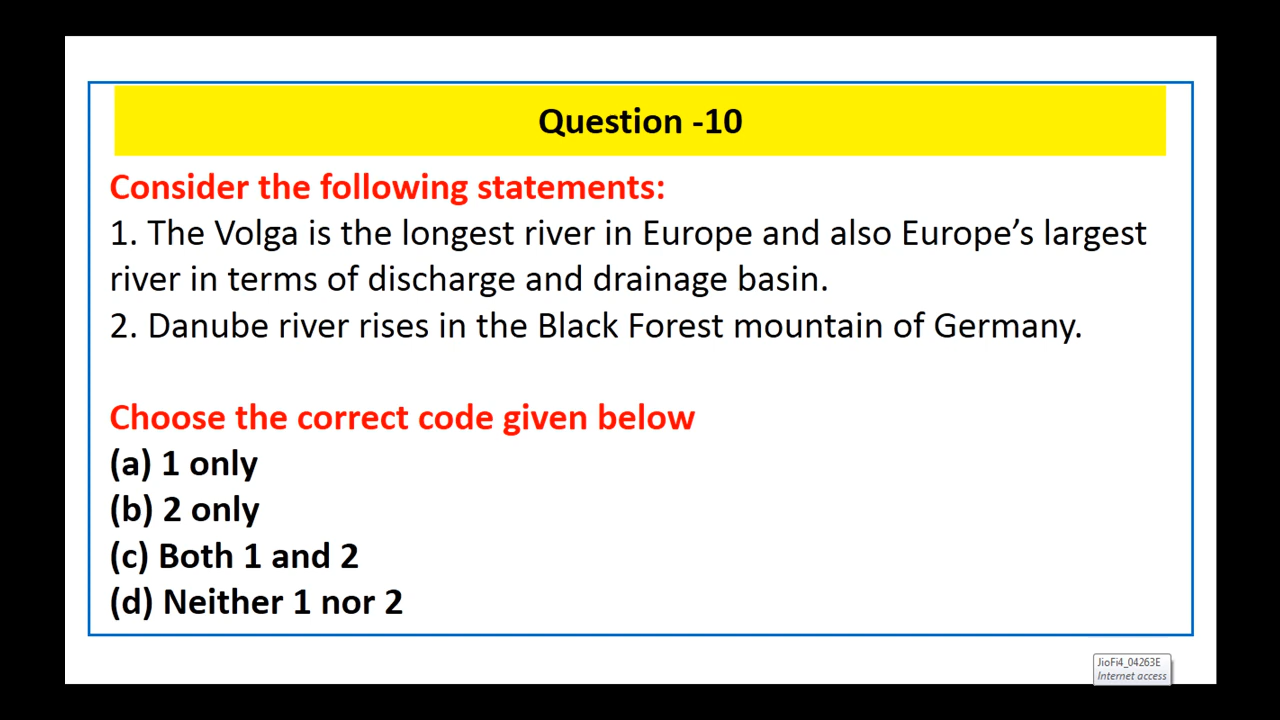 Question -10
Consider the following statements:
1. The Volga is the longest river in Europe and also Europe’s largest
river in terms of discharge and drainage basin.
2. Danube river rises in the Black Forest mountain of Germany.
Choose the correct code given below
(a) 1 only
(b) 2 only
(c) Both 1 and 2
(d) Neither 1 nor 2
JioFi4_04263E
Internet access